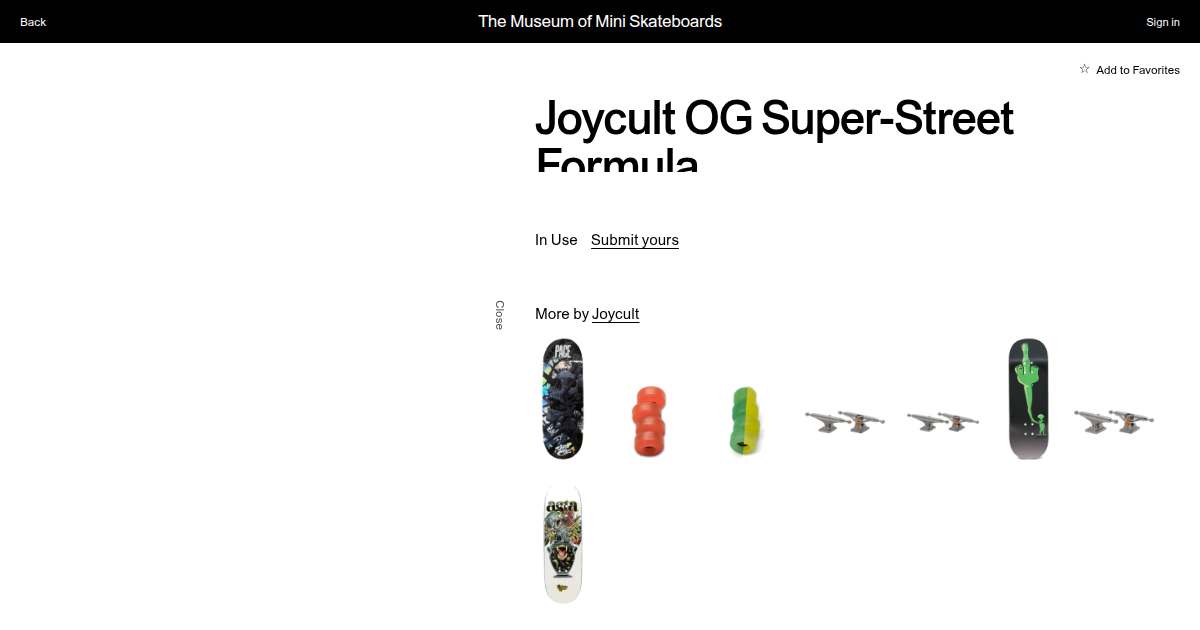 Back
The Museum of Mini Skateboards
Sign in
☆ Add to Favorites
Joycult OG Super-Street
Formula
In Use
Submit yours
Close
More by Joycult
PACE
asta